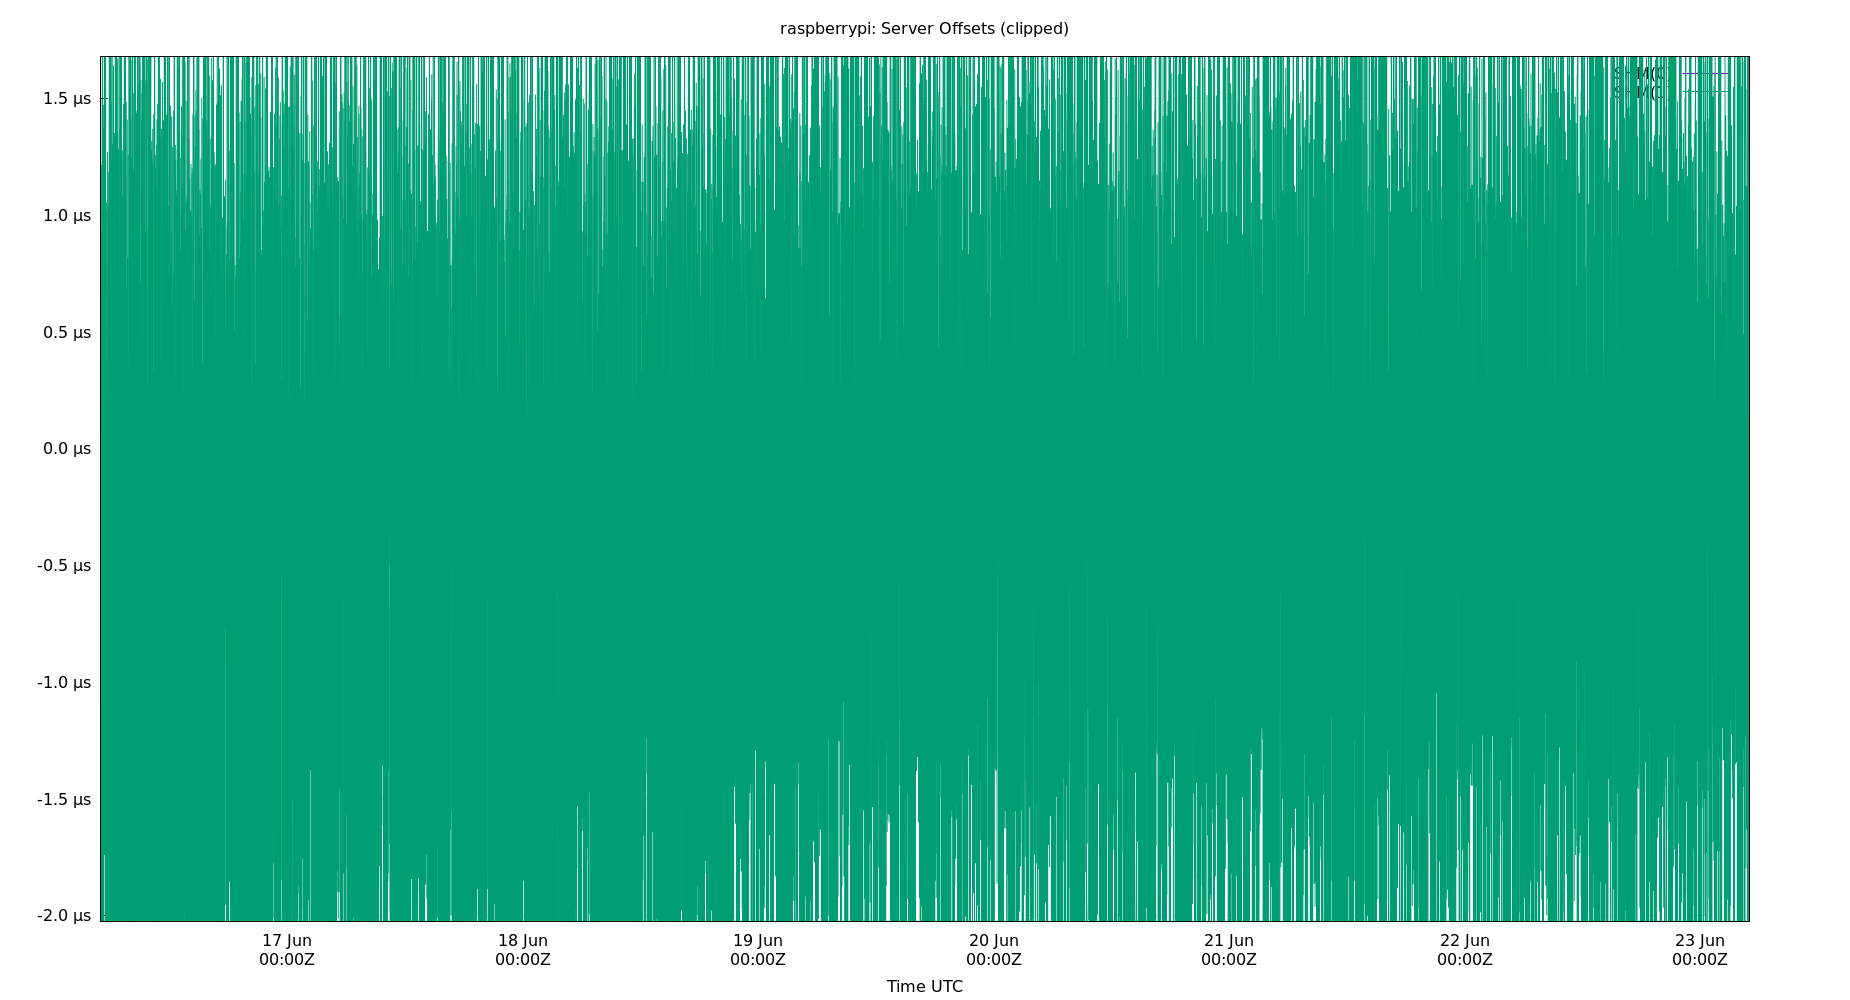 raspberrypi: Server Offsets (clipped)
1.5 µs
1.0 µs
0.5 µs
0.0 µs
-0.5 µs
-1.0 µs
-1.5 µs
-2.0 µs
17 Jun
00:00Z
18 Jun
00:00Z
19 Jun
00:00Z
20 Jun
00:00Z
21 Jun
00:00Z
22 Jun
00:00Z
23 Jun
00:00Z
Time UTC